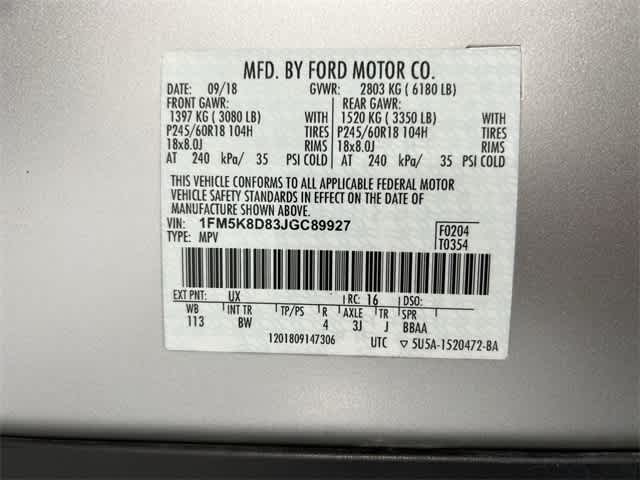 MFD. BY FORD MOTOR CO.
DATE: 09/18 GVWR: 2803 KG ( 6180 LB)
FRONT GAWR: REAR GAWR:
1397 KG ( 3080 LB) WITH 1520 KG ( 3350 LB) WITH
P245/60R18 104H TIRES P245/60R18 104H TIRES
18x8.0J RIMS 18x8.0J RIMS
AT 240 kPa/ 35 PSI COLD AT 240 kPa/ 35 PSI COLD
THIS VEHICLE CONFORMS TO ALL APPLICABLE FEDERAL MOTOR
VEHICLE SAFETY STANDARDS IN EFFECT ON THE DATE OF
MANUFACTURE SHOWN ABOVE.
VIN: 1FM5K8D83JGC89927 F0204
TYPE: MPV T0354
EXT PNT: UX RC: 16 DSO:
WB INT TR TP/PS R AXLE TR SPR
113 BW 4 3J J BBAA
1201809147306 UTC ▽ 5U5A-1520472-BA